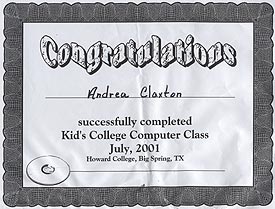 Congratulations
Andrea Claxton
successfully completed
Kid's College Computer Class
July, 2001
Howard College, Big Spring, TX